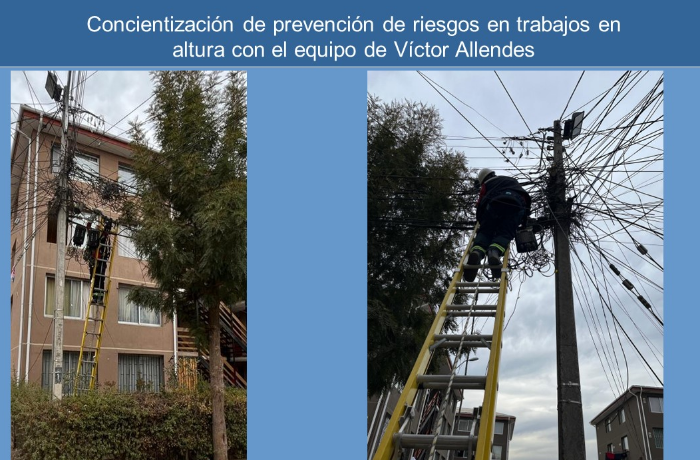 Concientización de prevención de riesgos en trabajos en
altura con el equipo de Víctor Allendes